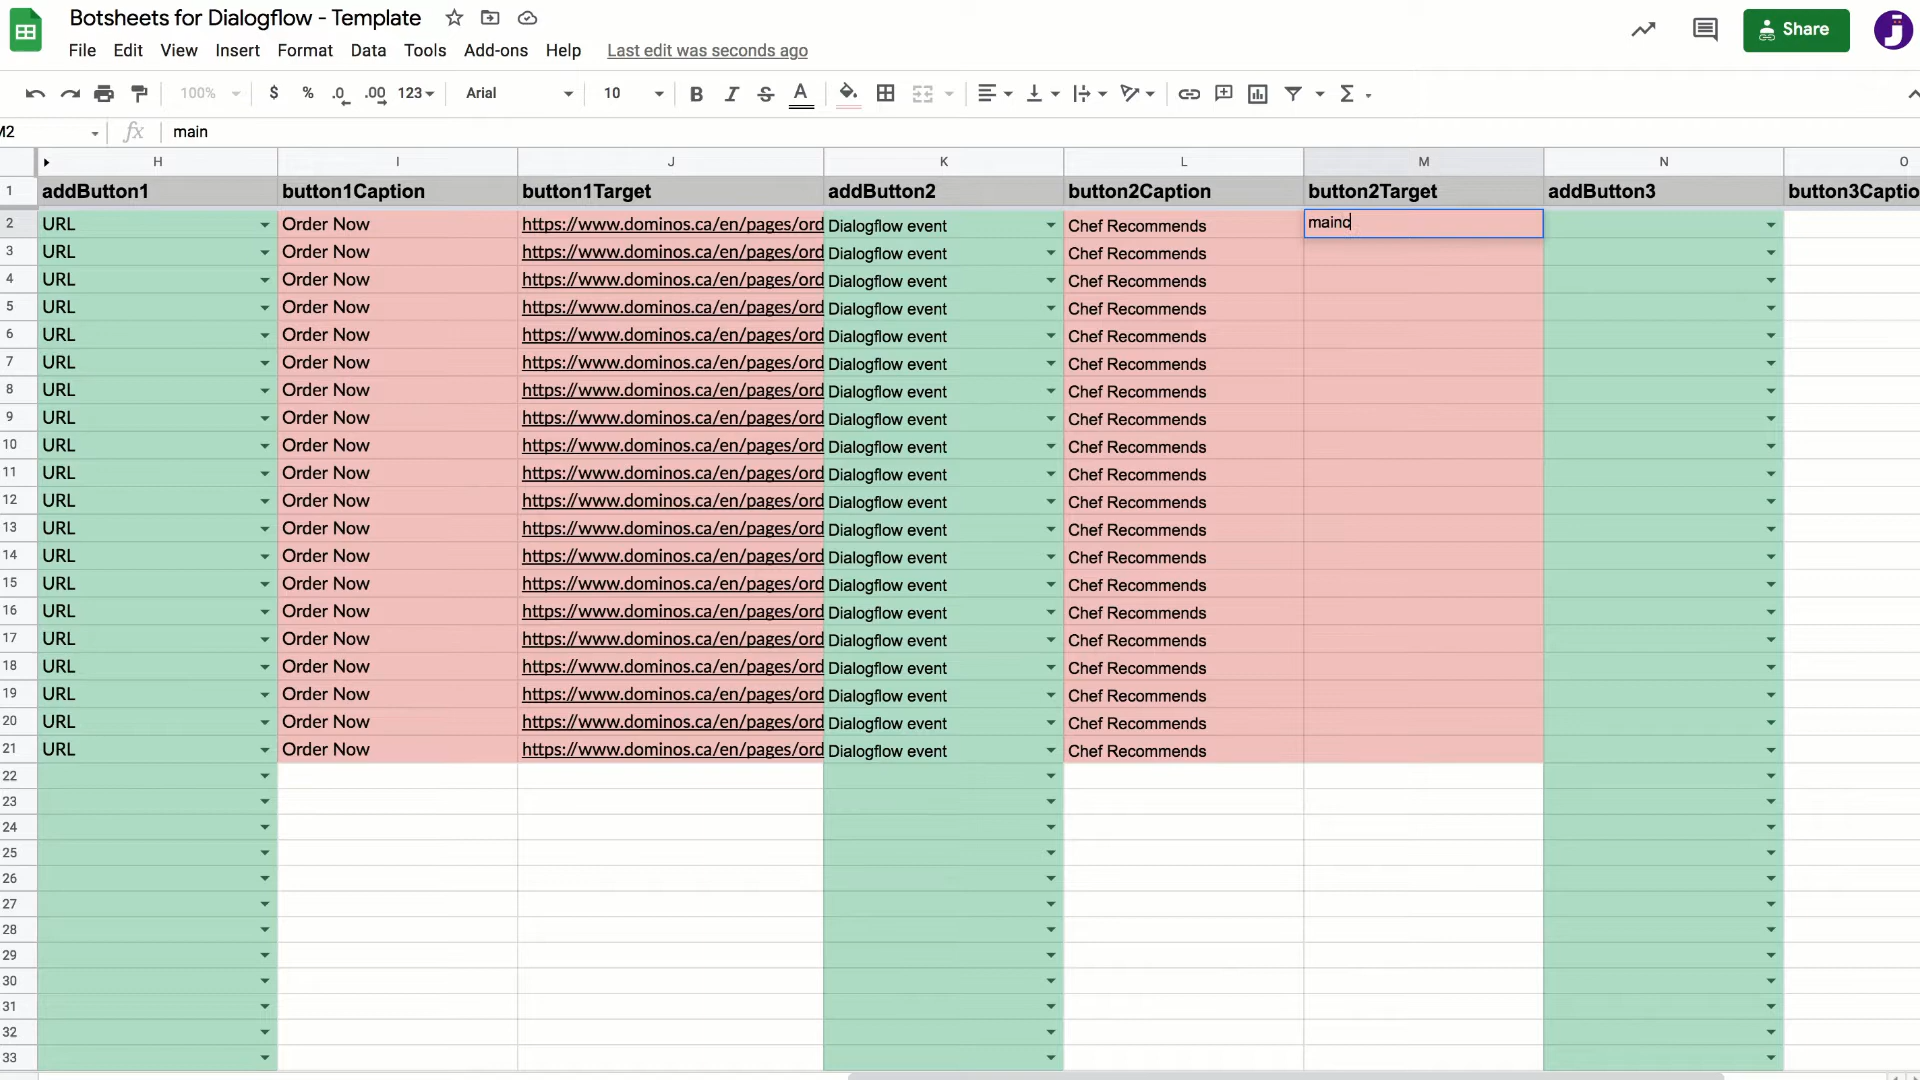 Botsheets for Dialogflow - Template
File Edit View Insert Format Data Tools Add-ons Help Last edit was seconds ago
Share
100% $ % .0 .00 123 Arial 10 B I S A
M2 fx main
H I J K L M N O
1 addButton1 button1Caption button1Target addButton2 button2Caption button2Target addButton3 button3Captio
2 URL Order Now https://www.dominos.ca/en/pages/ord Dialogflow event Chef Recommends mainc
3 URL Order Now https://www.dominos.ca/en/pages/ord Dialogflow event Chef Recommends
4 URL Order Now https://www.dominos.ca/en/pages/ord Dialogflow event Chef Recommends
5 URL Order Now https://www.dominos.ca/en/pages/ord Dialogflow event Chef Recommends
6 URL Order Now https://www.dominos.ca/en/pages/ord Dialogflow event Chef Recommends
7 URL Order Now https://www.dominos.ca/en/pages/ord Dialogflow event Chef Recommends
8 URL Order Now https://www.dominos.ca/en/pages/ord Dialogflow event Chef Recommends
9 URL Order Now https://www.dominos.ca/en/pages/ord Dialogflow event Chef Recommends
10 URL Order Now https://www.dominos.ca/en/pages/ord Dialogflow event Chef Recommends
11 URL Order Now https://www.dominos.ca/en/pages/ord Dialogflow event Chef Recommends
12 URL Order Now https://www.dominos.ca/en/pages/ord Dialogflow event Chef Recommends
13 URL Order Now https://www.dominos.ca/en/pages/ord Dialogflow event Chef Recommends
14 URL Order Now https://www.dominos.ca/en/pages/ord Dialogflow event Chef Recommends
15 URL Order Now https://www.dominos.ca/en/pages/ord Dialogflow event Chef Recommends
16 URL Order Now https://www.dominos.ca/en/pages/ord Dialogflow event Chef Recommends
17 URL Order Now https://www.dominos.ca/en/pages/ord Dialogflow event Chef Recommends
18 URL Order Now https://www.dominos.ca/en/pages/ord Dialogflow event Chef Recommends
19 URL Order Now https://www.dominos.ca/en/pages/ord Dialogflow event Chef Recommends
20 URL Order Now https://www.dominos.ca/en/pages/ord Dialogflow event Chef Recommends
21 URL Order Now https://www.dominos.ca/en/pages/ord Dialogflow event Chef Recommends
22
23
24
25
26
27
28
29
30
31
32
33